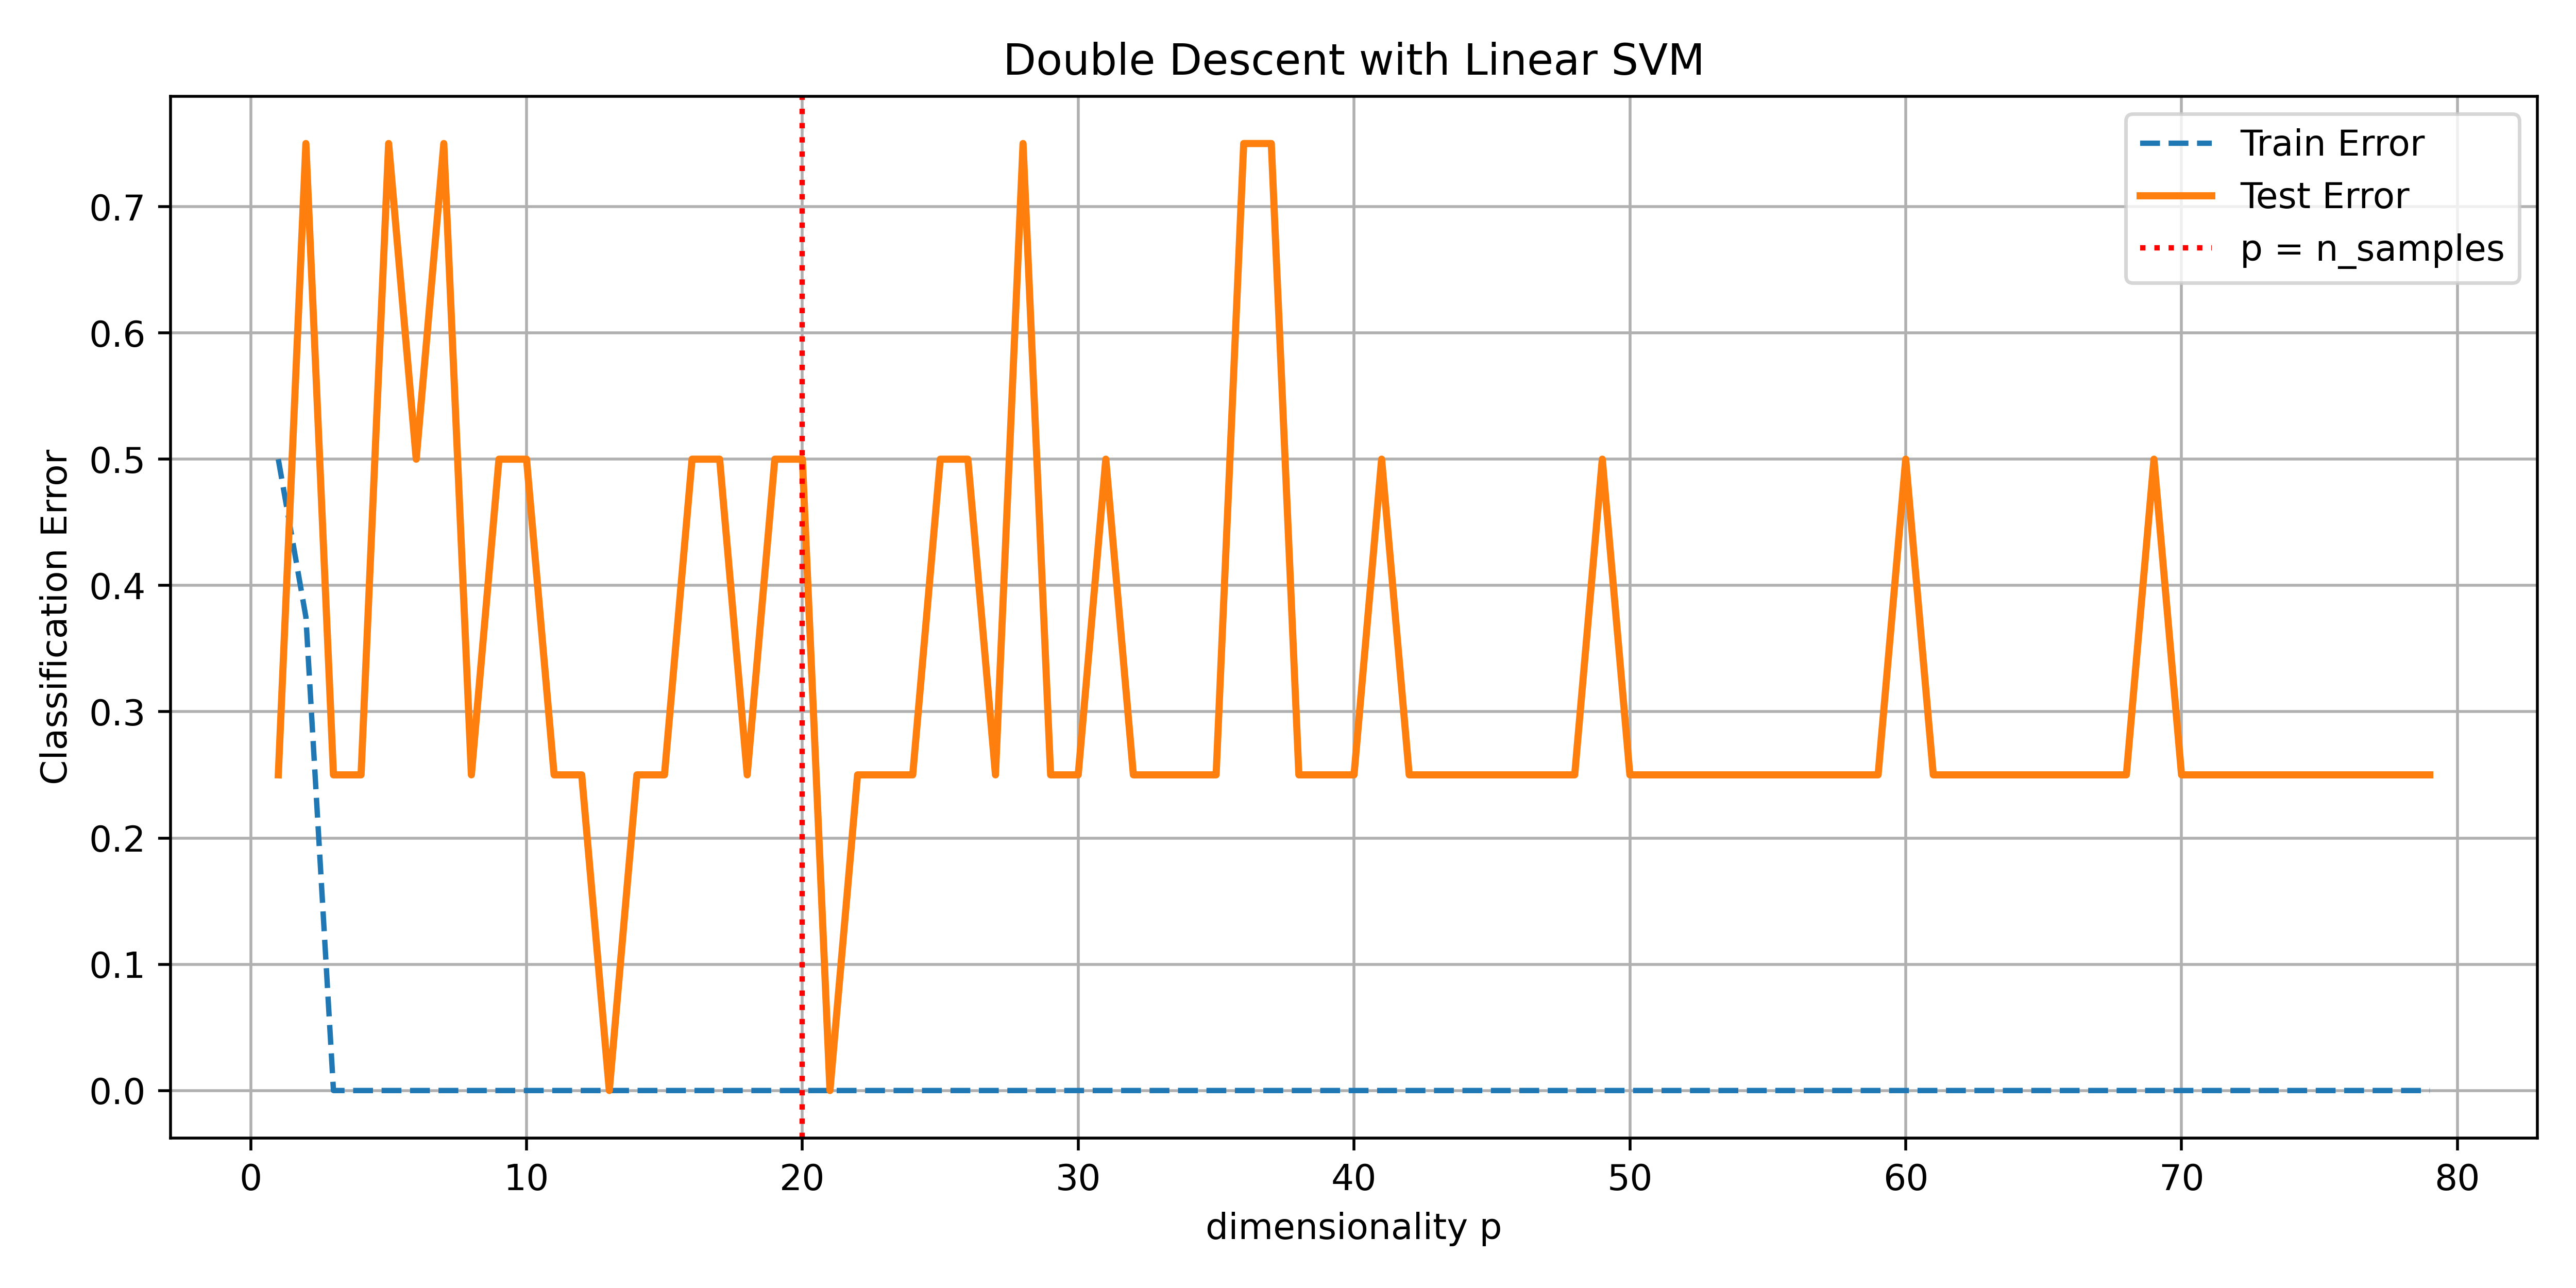 Double Descent with Linear SVM
Train Error
Test Error
p = n_samples
Classification Error
0.7
0.6
0.5
0.4
0.3
0.2
0.1
0.0
0 10 20 30 40 50 60 70 80
dimensionality p